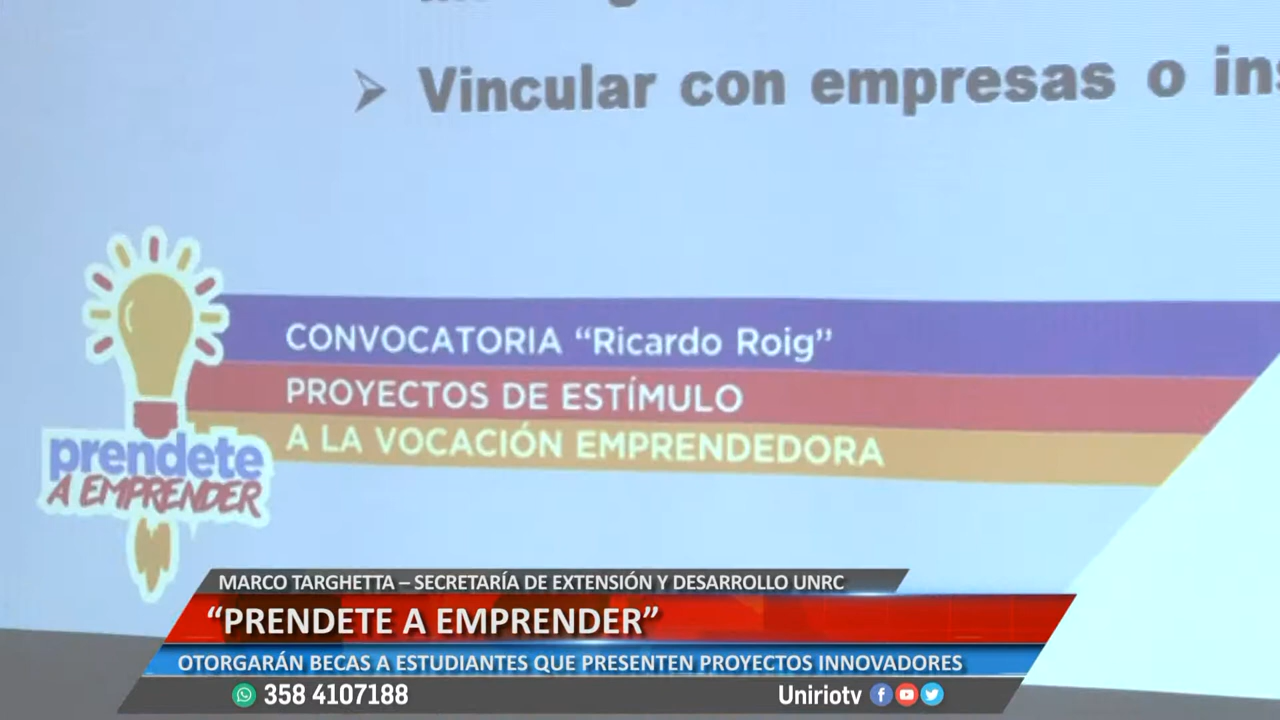 Vincular con empresas o
CONVOCATORIA “Ricardo Roig”
PROYECTOS DE ESTÍMULO
A LA VOCACIÓN EMPRENDEDORA
prendete
A EMPRENDER
MARCO TARGHETTA – SECRETARÍA DE EXTENSIÓN Y DESARROLLO UNRC
“PRENDETE A EMPRENDER”
OTORGARÁN BECAS A ESTUDIANTES QUE PRESENTEN PROYECTOS INNOVADORES
358 4107188
Uniriotv